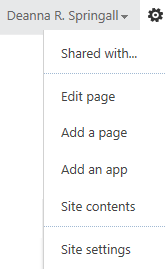 Deanna R. Springall
Shared with...
Edit page
Add a page
Add an app
Site contents
Site settings